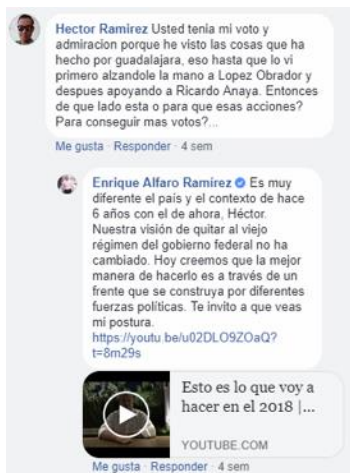 Hector Ramirez Usted tenia mi voto y
admiracion porque he visto las cosas que ha
hecho por guadalajara, eso hasta que lo vi
primero alzandole la mano a Lopez Obrador y
despues apoyando a Ricardo Anaya. Entonces
de que lado esta o para que esas acciones?
Para conseguir mas votos?...
Me gusta · Responder · 4 sem
Enrique Alfaro Ramírez Es muy
diferente el país y el contexto de hace
6 años con el de ahora, Héctor.
Nuestra visión de quitar al viejo
régimen del gobierno federal no ha
cambiado. Hoy creemos que la mejor
manera de hacerlo es a través de un
frente que se construya por diferentes
fuerzas políticas. Te invito a que veas
mi postura.
https://youtu.be/u02DLO9ZOaQ?
t=8m29s
Esto es lo que voy a
hacer en el 2018 |...
YOUTUBE.COM
Me gusta · Responder · 4 sem